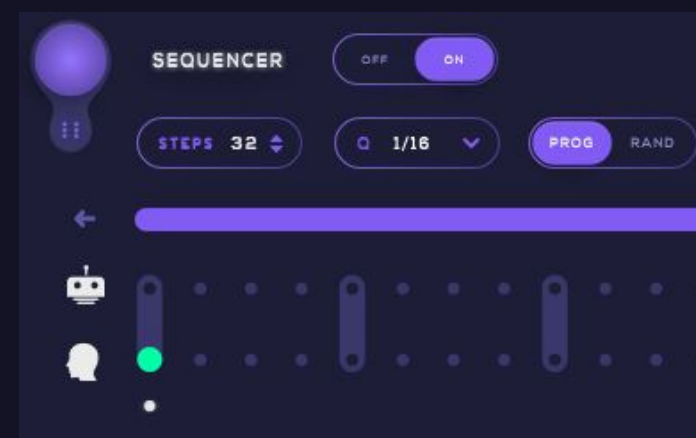 SEQUENCER OFF ON
STEPS 32 Q 1/16 PROG RAND